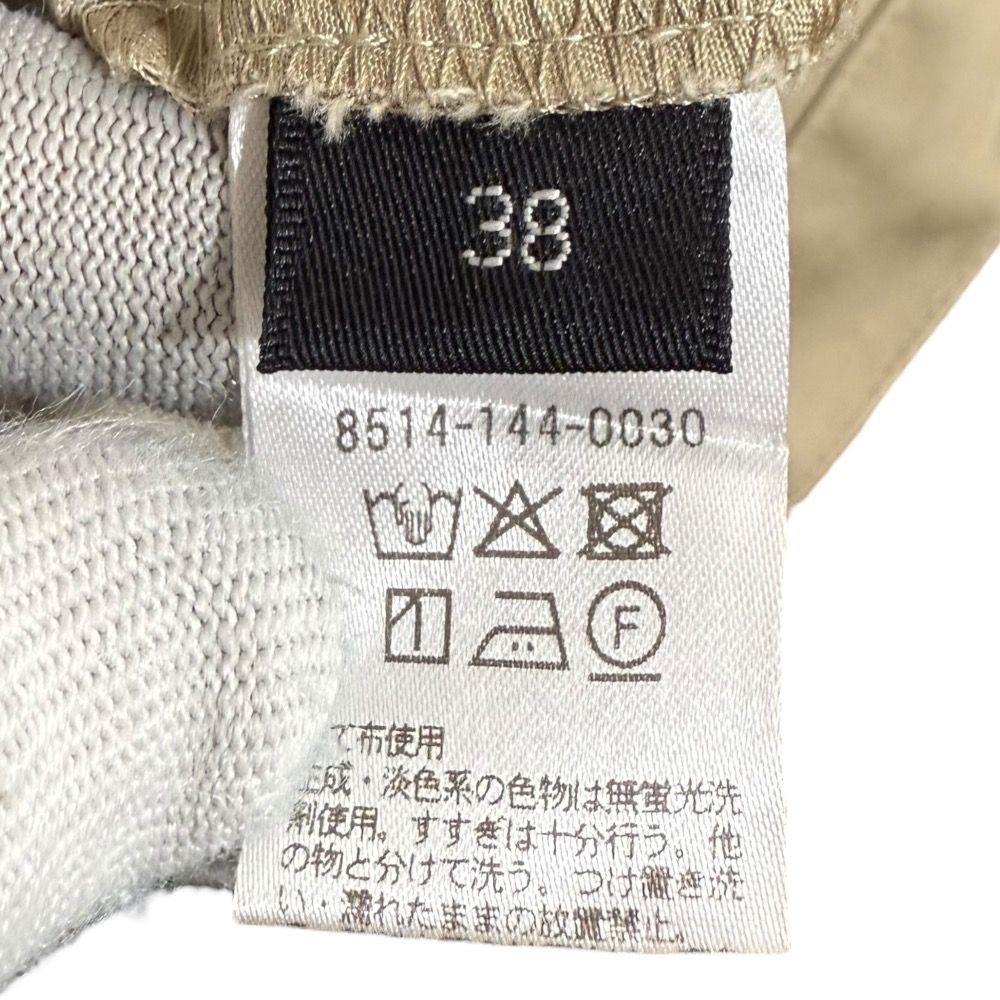 38
8514-144-0030
F
て布使用
生成・淡色系の色物は無蛍光洗
剤使用。すすぎは十分行う。他
の物と分けて洗う。つけ置き洗
い・濡れたままの放置禁止。